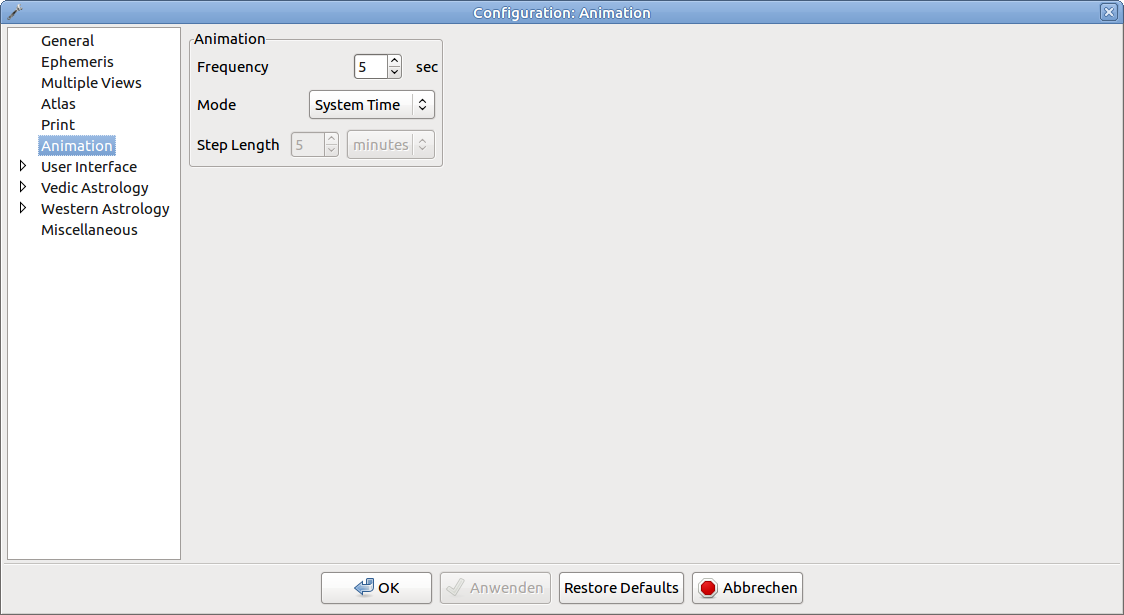 Configuration: Animation
General
Ephemeris
Multiple Views
Atlas
Print
Animation
User Interface
Vedic Astrology
Western Astrology
Miscellaneous
Animation
Frequency 5 sec
Mode System Time
Step Length 5 minutes
OK Anwenden Restore Defaults Abbrechen